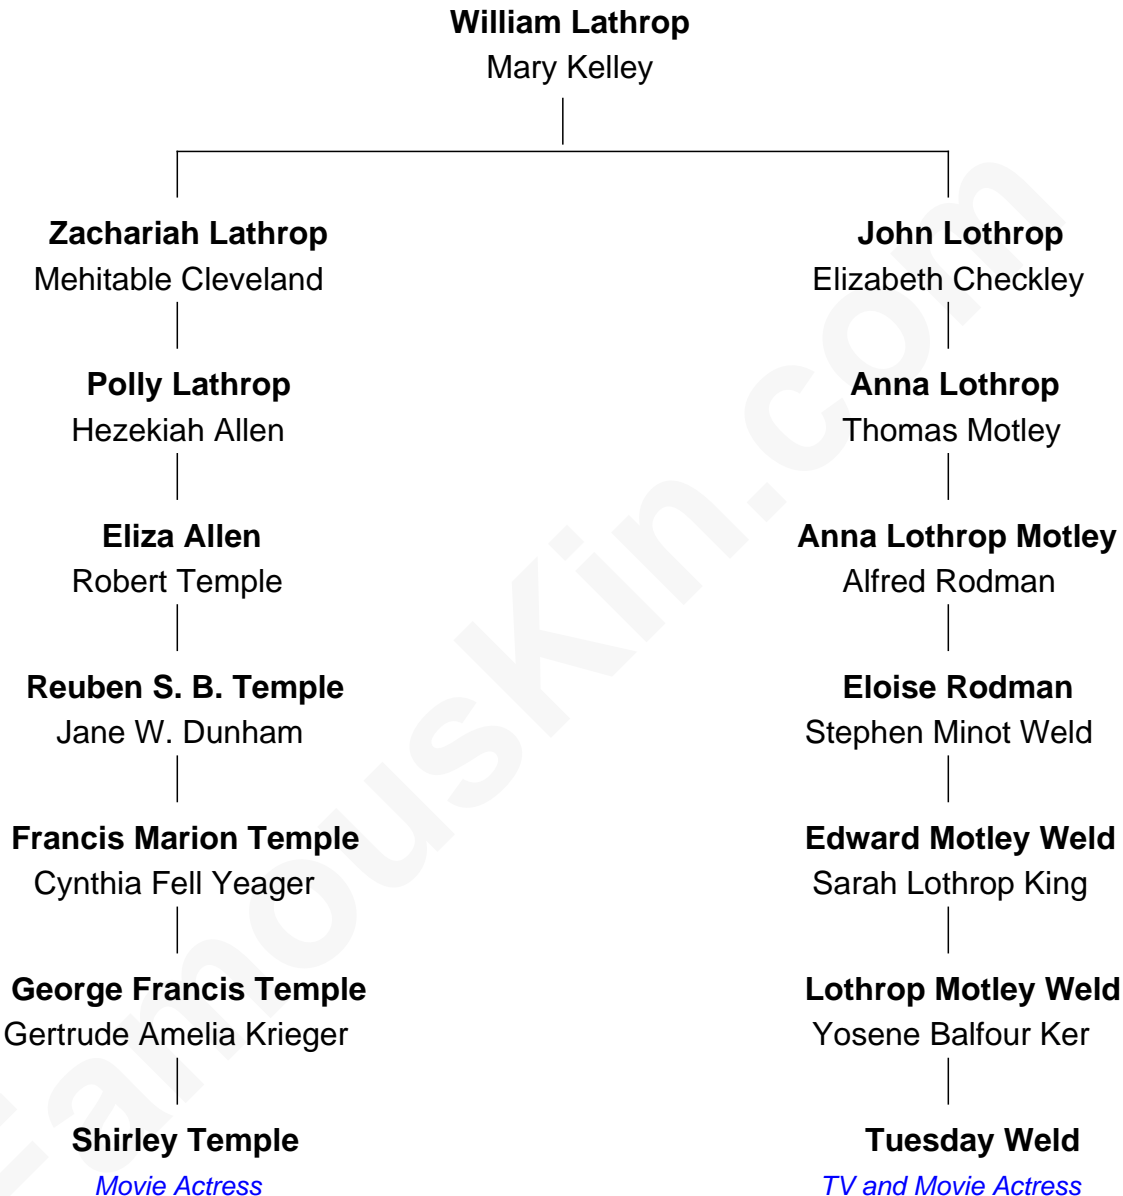 William Lathrop
Mary Kelley
Zachariah Lathrop
Mehitable Cleveland
John Lothrop
Elizabeth Checkley
Polly Lathrop
Hezekiah Allen
Anna Lothrop
Thomas Motley
Eliza Allen
Robert Temple
Anna Lothrop Motley
Alfred Rodman
Reuben S. B. Temple
Jane W. Dunham
Eloise Rodman
Stephen Minot Weld
Francis Marion Temple
Cynthia Fell Yeager
Edward Motley Weld
Sarah Lothrop King
George Francis Temple
Gertrude Amelia Krieger
Lothrop Motley Weld
Yosene Balfour Ker
Shirley Temple
Movie Actress
Tuesday Weld
TV and Movie Actress
FamousKin.com